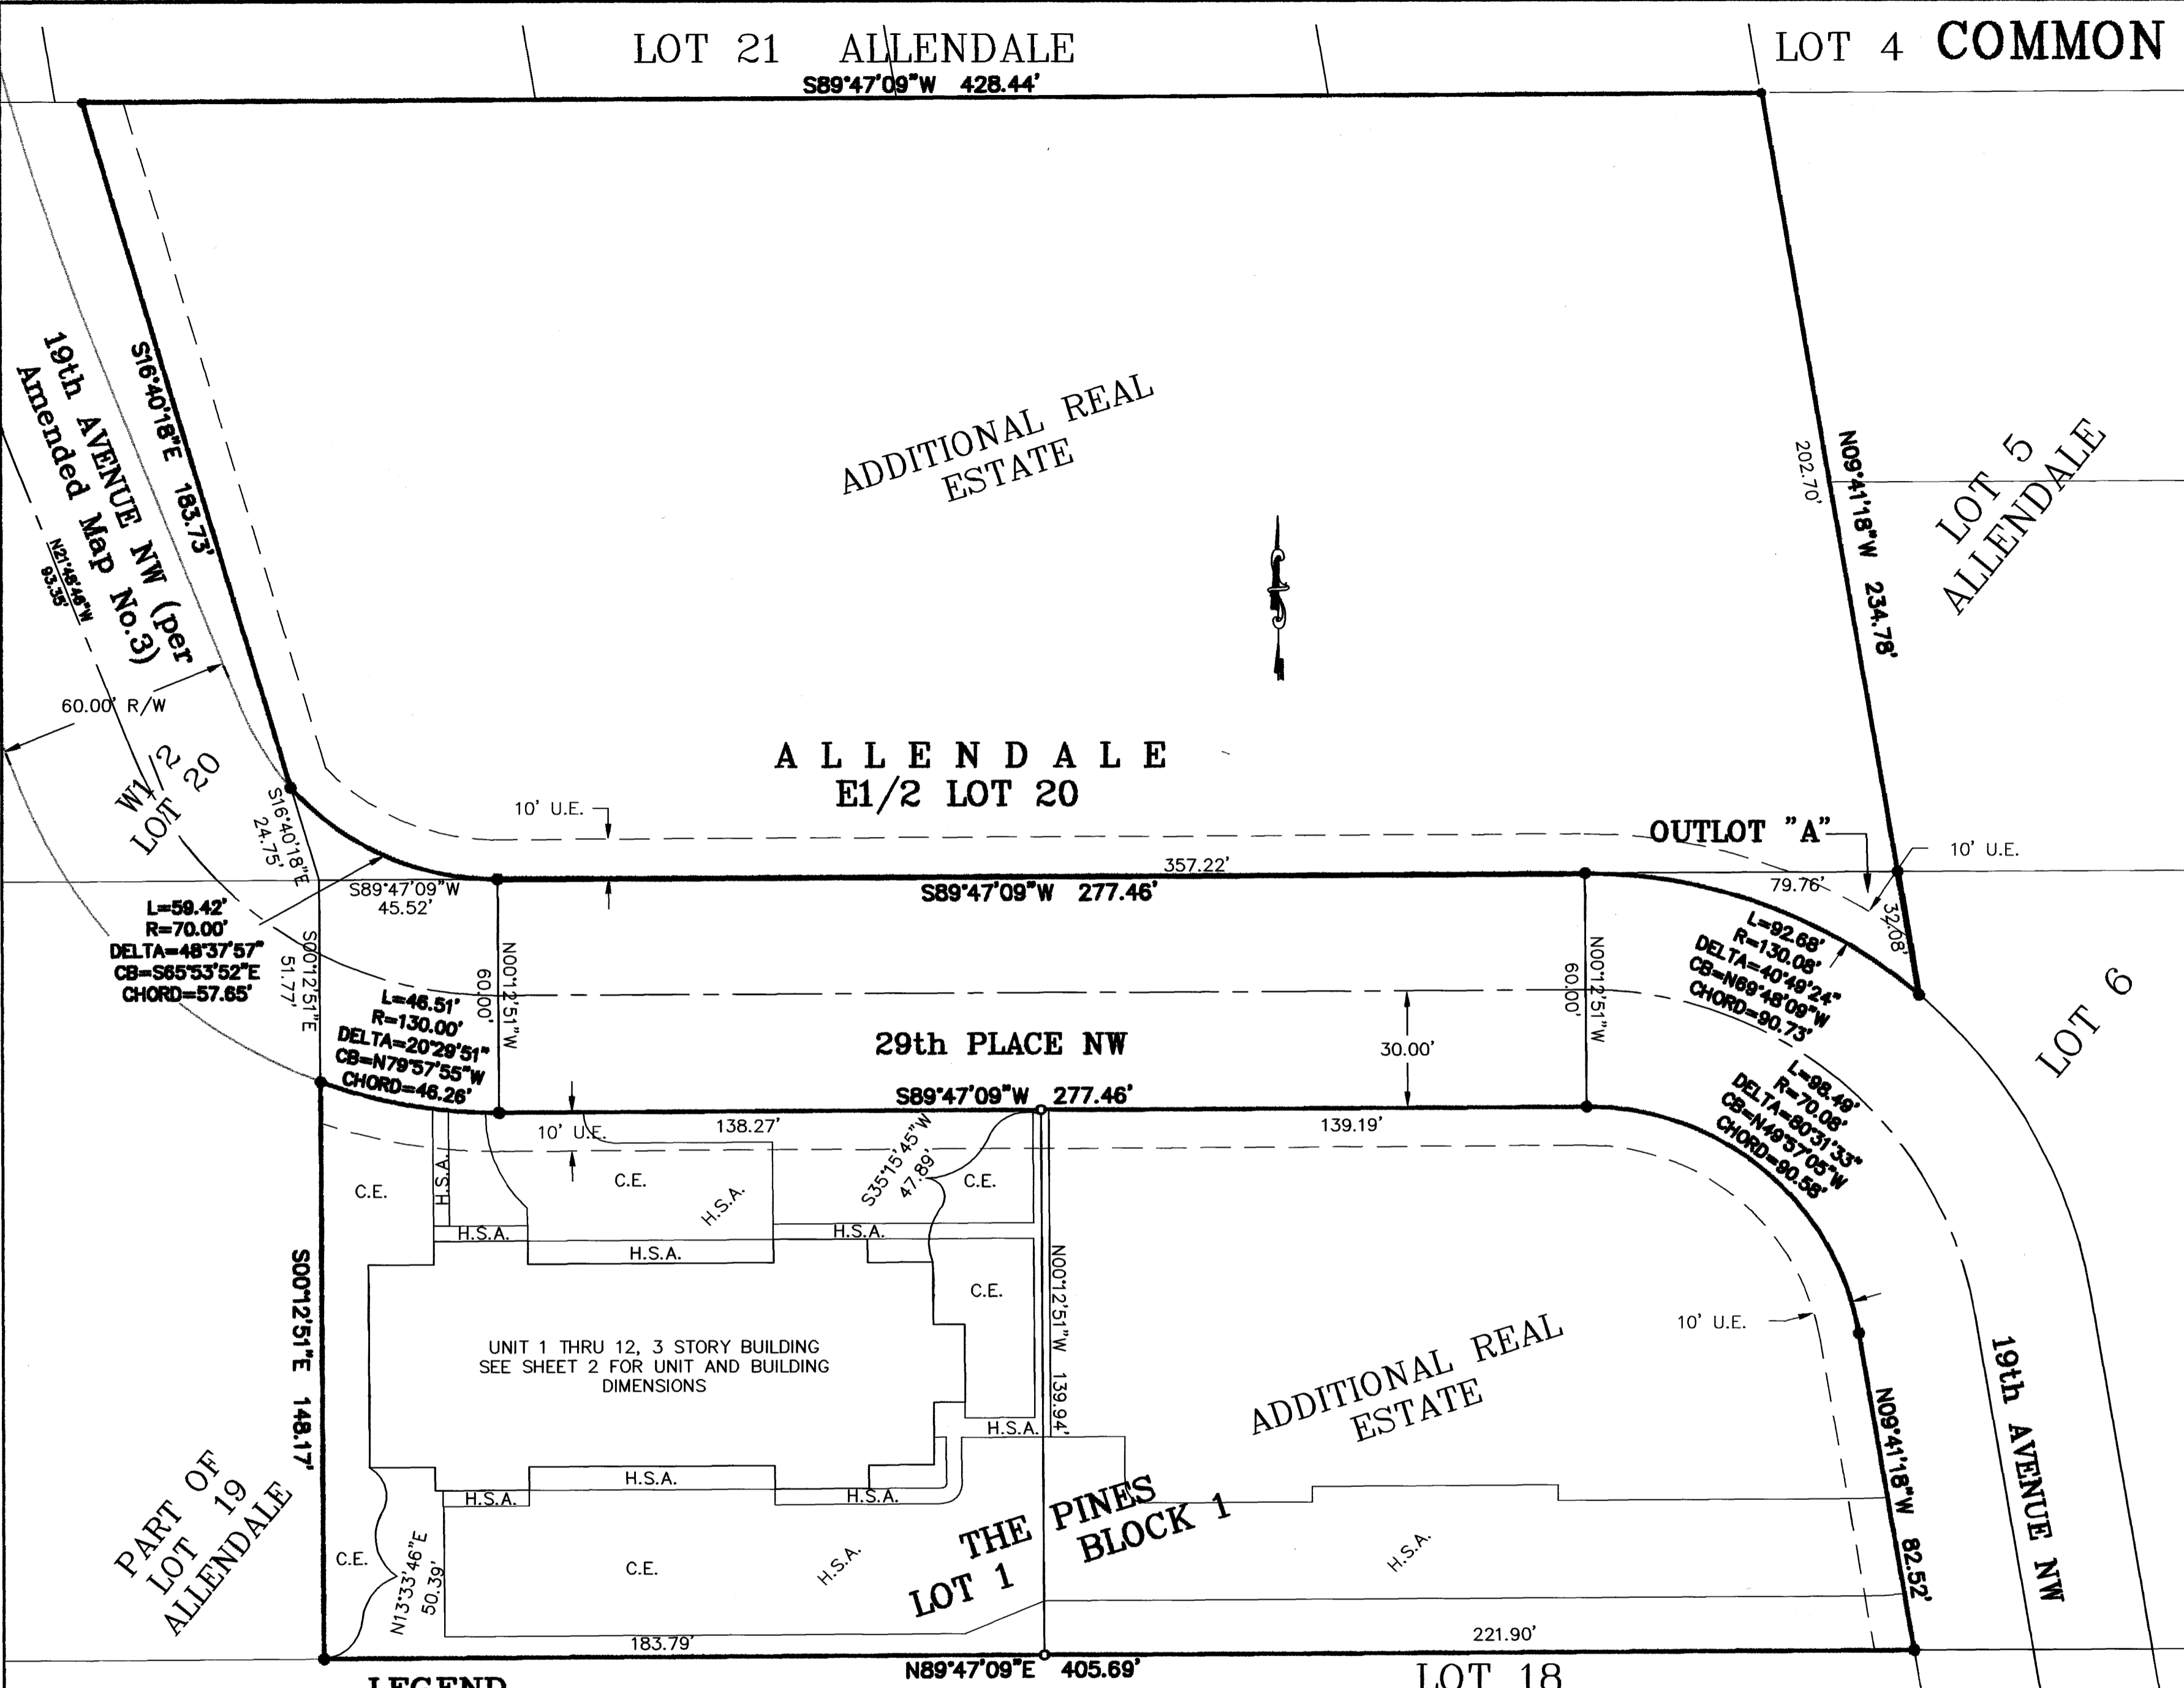 LOT 21 ALLENDALE
LOT 4 COMMON
S89°47'09"W 428.44'
19th AVENUE NW (per
Amended Map No.3)
S16°40'18"E 183.73'
N21°48'46"W
93.35'
60.00' R/W
W1/2
LOT 20
ADDITIONAL REAL
ESTATE
202.70'
N09°41'18"W 234.78'
LOT 5
ALLENDALE
A L L E N D A L E
E1/2 LOT 20
10' U.E.
OUTLOT "A"
10' U.E.
S16°40'18"E
24.75'
S89°47'09"W
45.52'
357.22'
S89°47'09"W 277.46'
79.76'
32.08'
L=59.42'
R=70.00'
DELTA=48°37'57"
CB=S65°53'52"E
CHORD=57.65'
S00°12'51"E
51.77'
N00°12'51"W
60.00'
L=46.51'
R=130.00'
DELTA=20°29'51"
CB=N79°57'55"W
CHORD=46.26'
N00°12'51"W
60.00'
L=92.68'
R=130.08'
DELTA=40°49'24"
CB=N69°48'09"W
CHORD=90.73'
LOT 6
29th PLACE NW
30.00'
S89°47'09"W 277.46'
L=98.49'
R=70.08'
DELTA=80°31'33"
CB=N49°57'05"W
CHORD=90.58'
10' U.E.
138.27'
139.19'
S35°15'45"W
47.89'
C.E.
H.S.A.
C.E.
H.S.A.
C.E.
H.S.A.
H.S.A.
H.S.A.
C.E.
S00°12'51"E 148.17'
N00°12'51"W 139.94'
UNIT 1 THRU 12, 3 STORY BUILDING
SEE SHEET 2 FOR UNIT AND BUILDING
DIMENSIONS
10' U.E.
ADDITIONAL REAL
ESTATE
19th AVENUE NW
N09°41'18"W 82.52'
H.S.A.
H.S.A.
H.S.A.
H.S.A.
PART OF
LOT 19
ALLENDALE
THE PINES
LOT 1 BLOCK 1
C.E.
N13°33'46"E
50.39'
C.E.
H.S.A.
H.S.A.
183.79'
221.90'
N89°47'09"E 405.69'
LEGEND
LOT 18